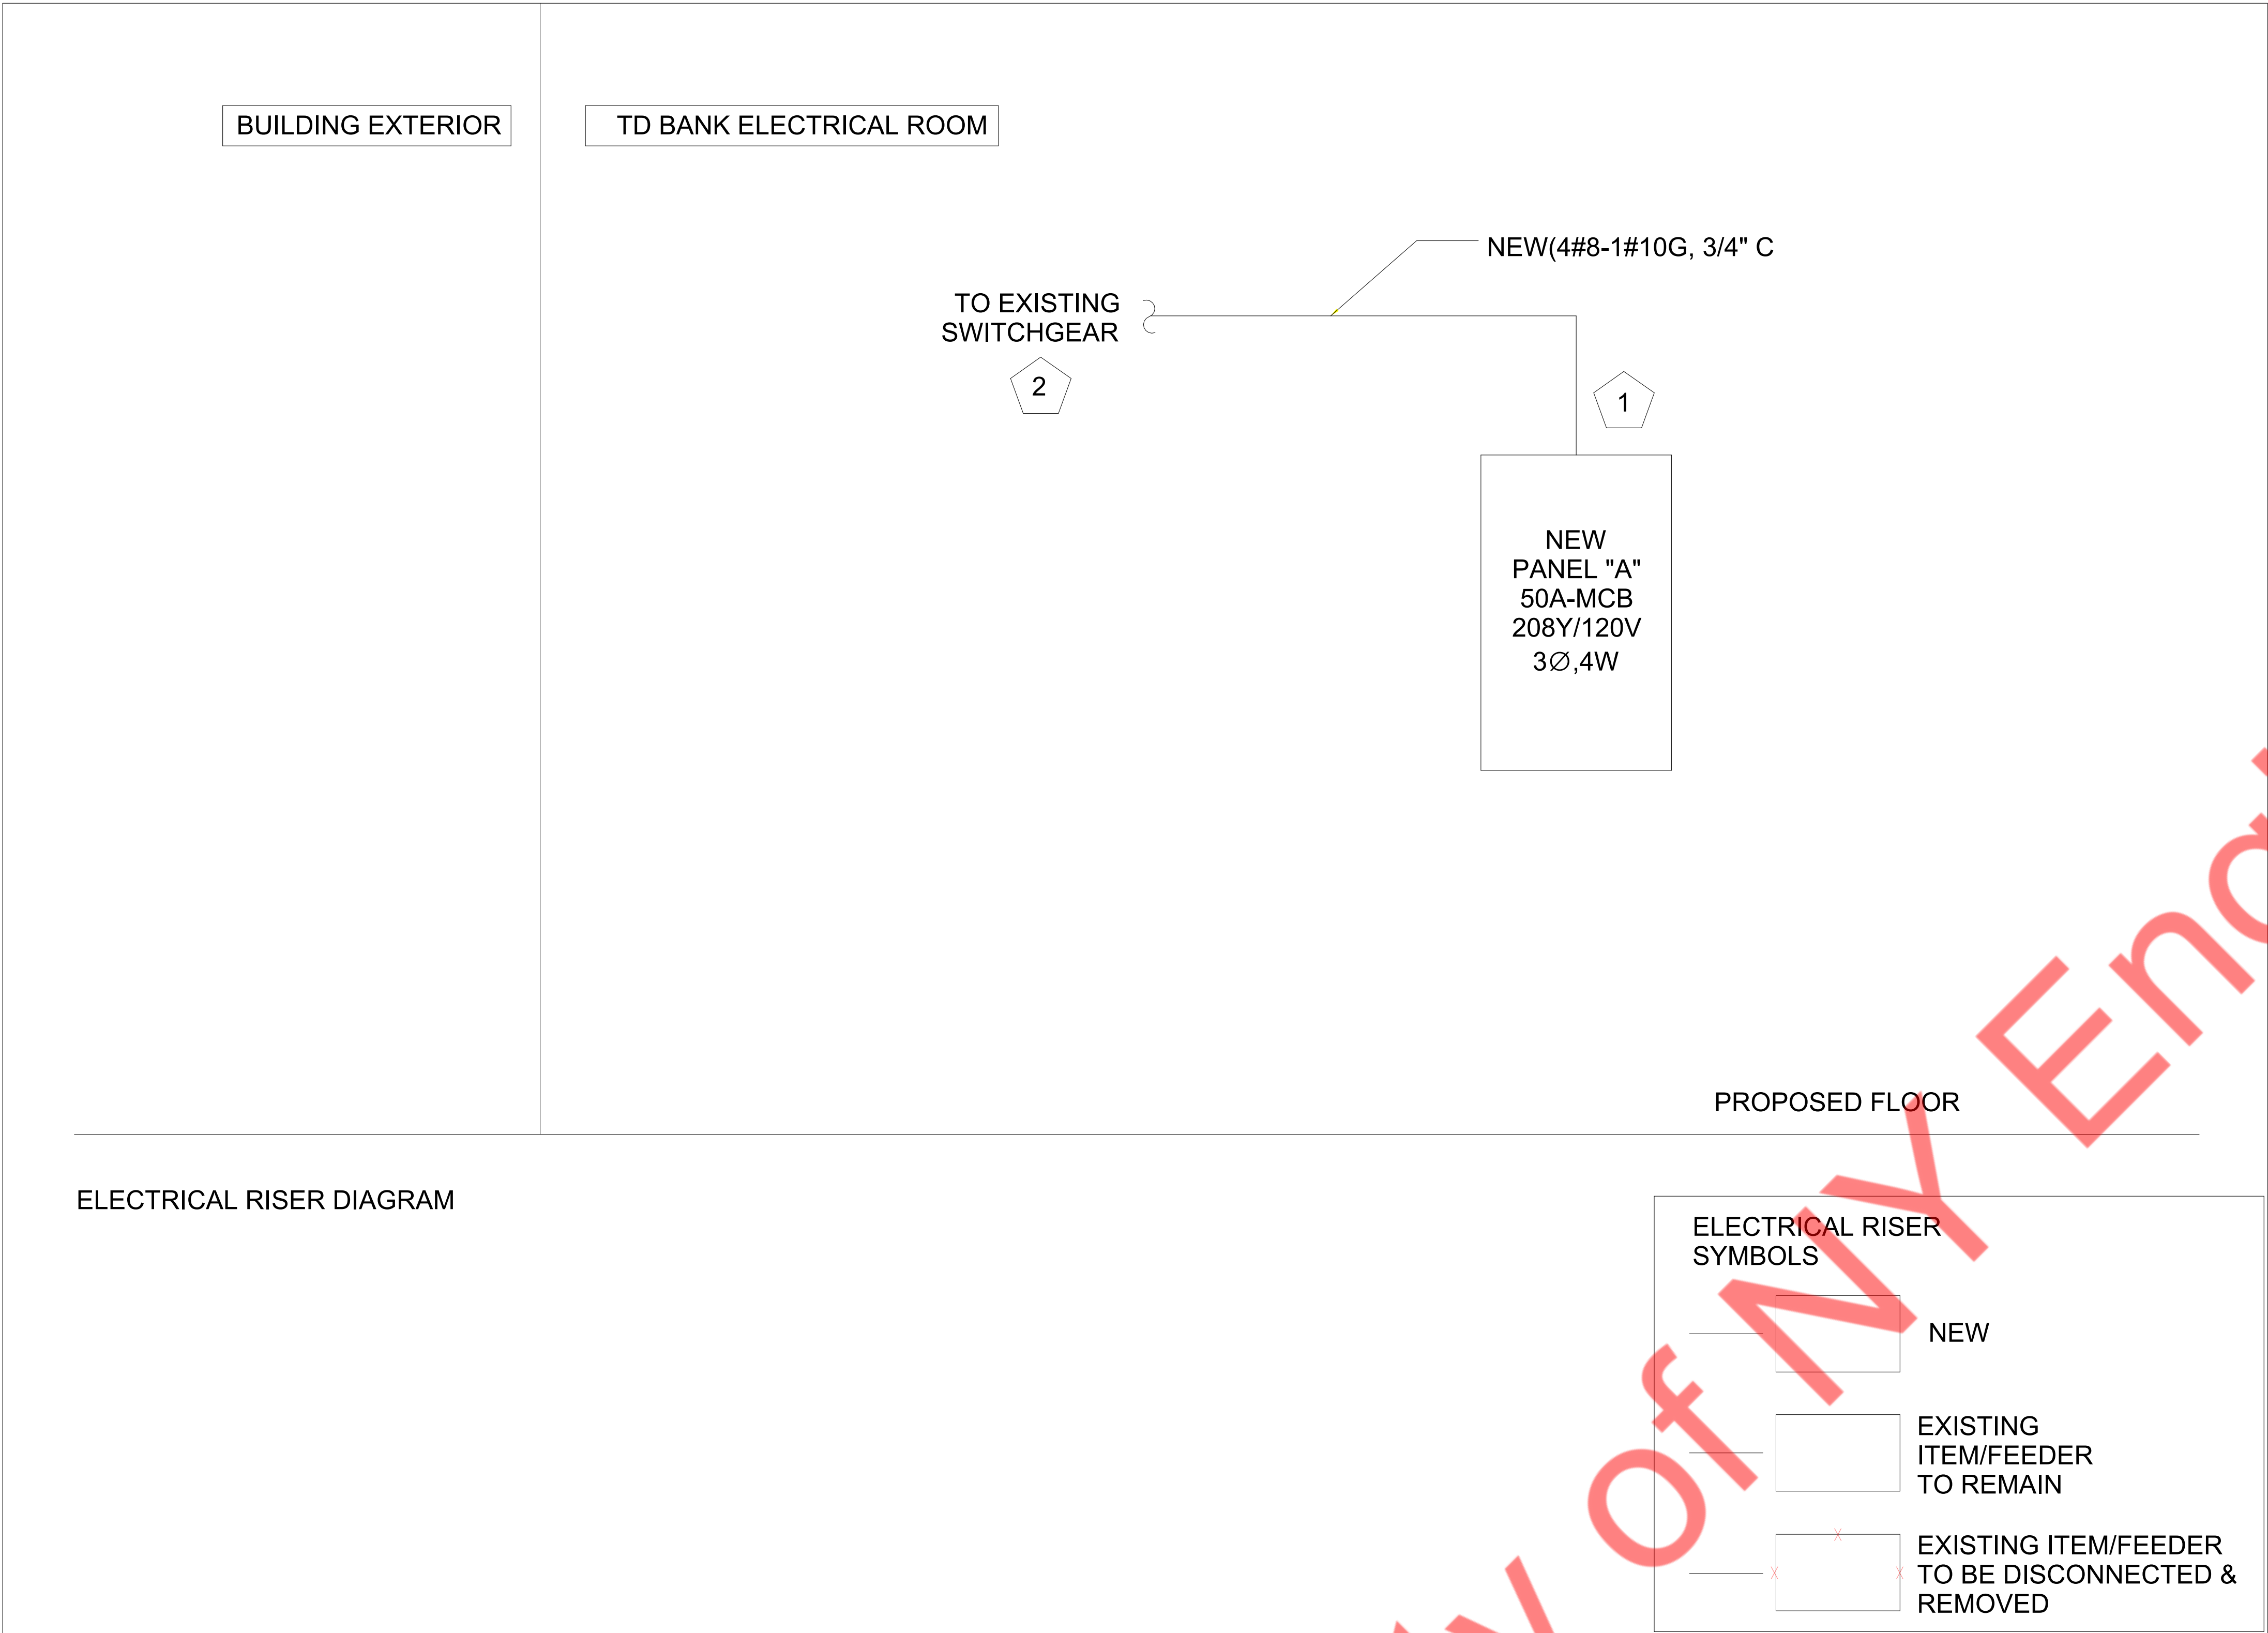 BUILDING EXTERIOR
TD BANK ELECTRICAL ROOM
NEW(4#8-1#10G, 3/4" C
TO EXISTING
SWITCHGEAR
2
1
NEW
PANEL "A"
50A-MCB
208Y/120V
3∅,4W
PROPOSED FLOOR
ELECTRICAL RISER DIAGRAM
ELECTRICAL RISER
SYMBOLS
NEW
EXISTING
ITEM/FEEDER
TO REMAIN
EXISTING ITEM/FEEDER
TO BE DISCONNECTED &
REMOVED
of NY